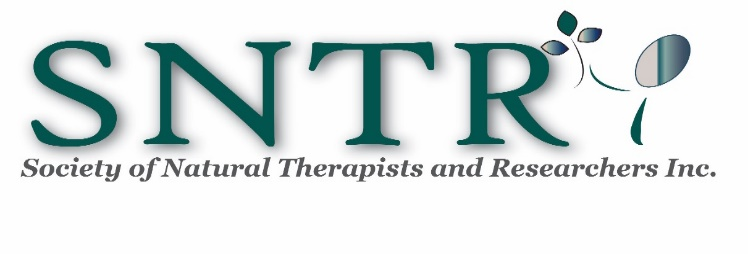 SNTR
Society of Natural Therapists and Researchers Inc.